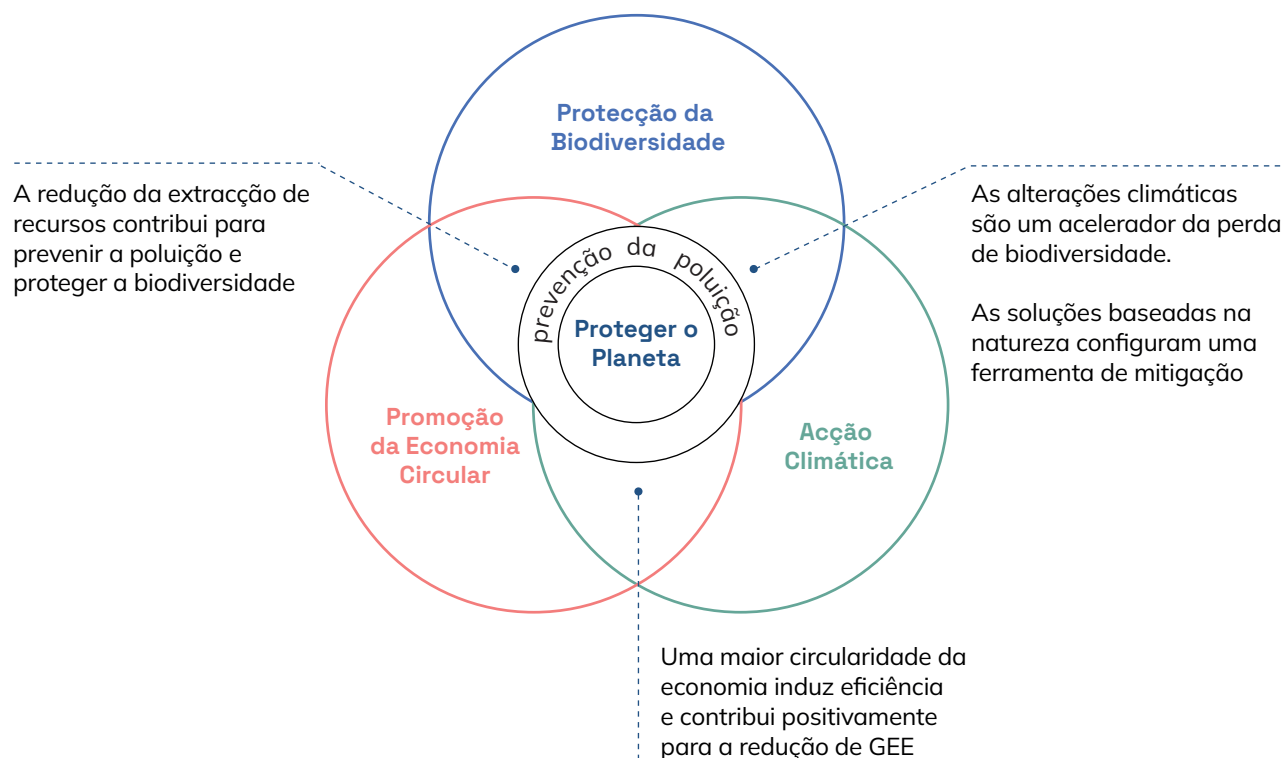 Protecção da
Biodiversidade
A redução da extracção de
recursos contribui para
prevenir a poluição e
proteger a biodiversidade
As alterações climáticas
são um acelerador da perda
de biodiversidade.
As soluções baseadas na
natureza configuram uma
ferramenta de mitigação
prevenção da poluição
Proteger o
Planeta
Promoção
da Economia
Circular
Acção
Climática
Uma maior circularidade da
economia induz eficiência
e contribui positivamente
para a redução de GEE